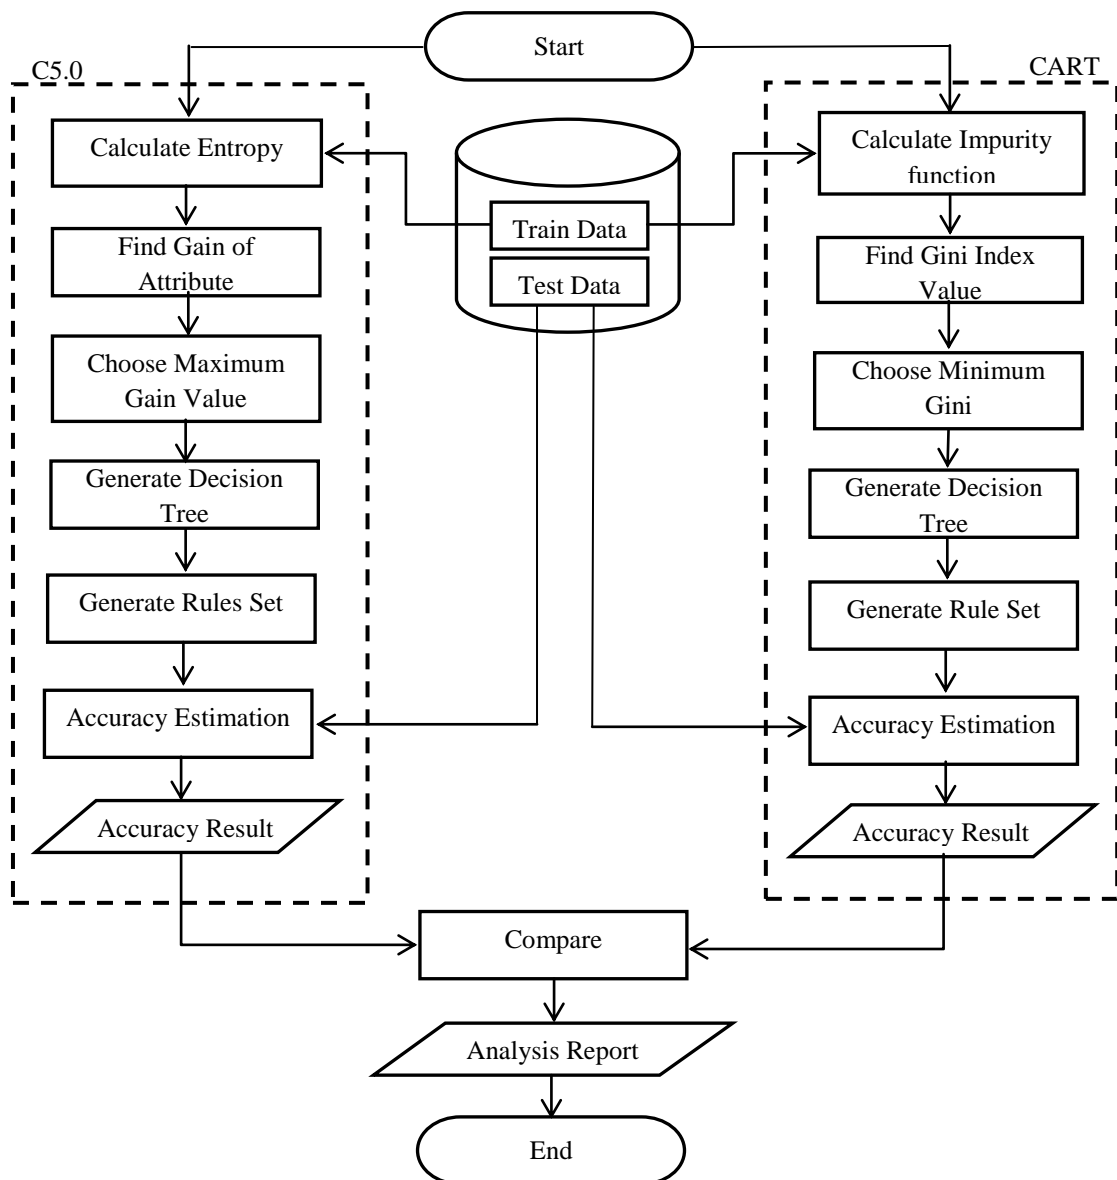 Start
C5.0
Calculate Entropy
Find Gain of
Attribute
Choose Maximum
Gain Value
Generate Decision
Tree
Generate Rules Set
Accuracy Estimation
Accuracy Result
Train Data
Test Data
CART
Calculate Impurity
function
Find Gini Index
Value
Choose Minimum
Gini
Generate Decision
Tree
Generate Rule Set
Accuracy Estimation
Accuracy Result
Compare
Analysis Report
End